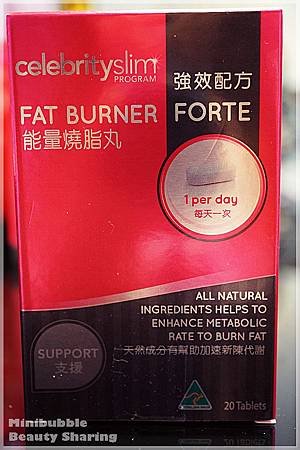 celebrityslim
PROGRAM
強效配方
FAT BURNER FORTE
能量燒脂丸
1 per day
每天一次
ALL NATURAL
INGREDIENTS HELPS TO
ENHANCE METABOLIC
RATE TO BURN FAT
天然成分有幫助加速新陳代謝
SUPPORT
支援
20 Tablets
Minibubble
Beauty Sharing